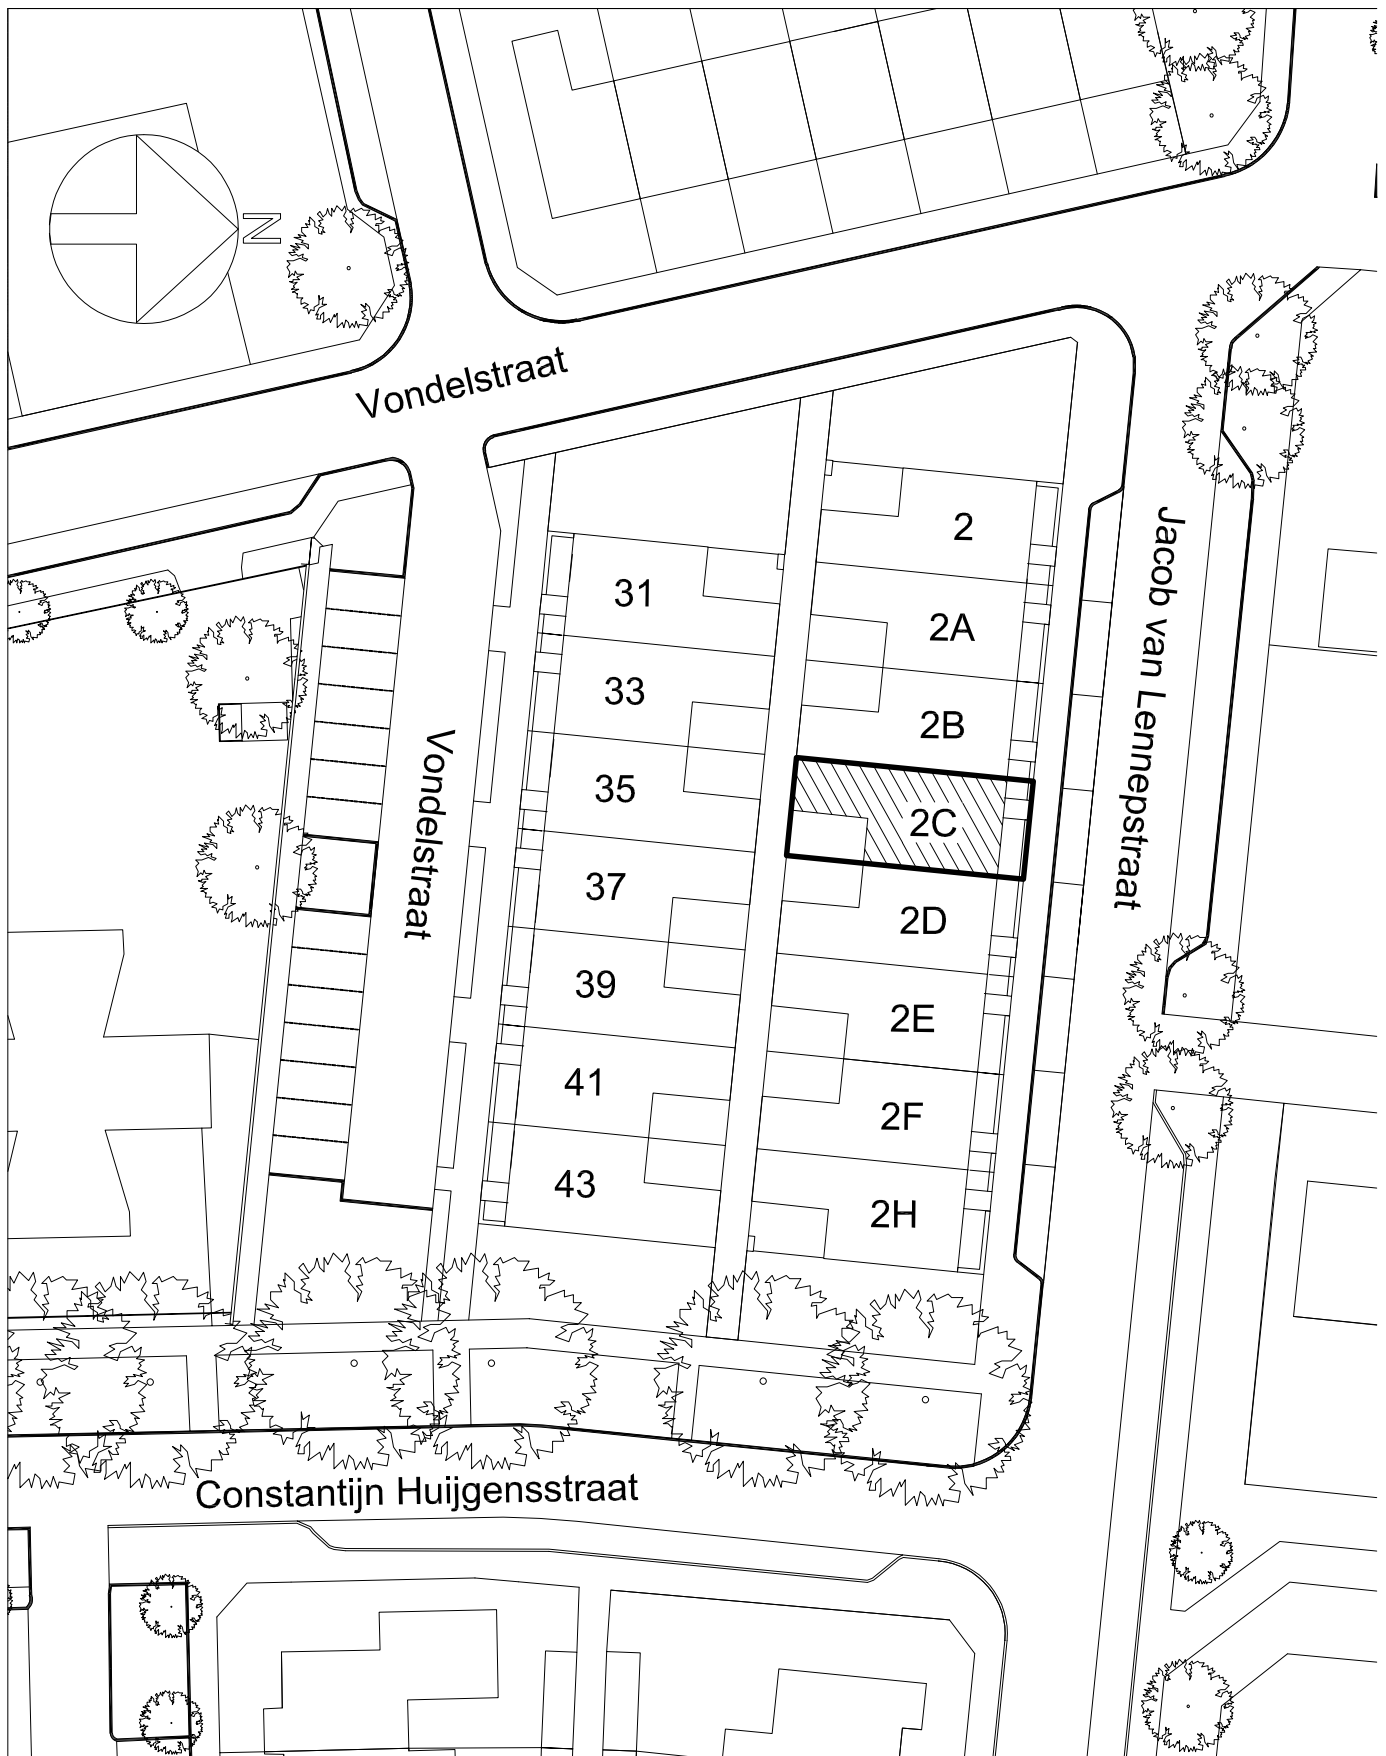 N
Vondelstraat
2
31
2A
33
2B
35
2C
37
2D
39
2E
41
2F
43
2H
Vondelstraat
Jacob van Lennepstraat
Constantijn Huijgensstraat